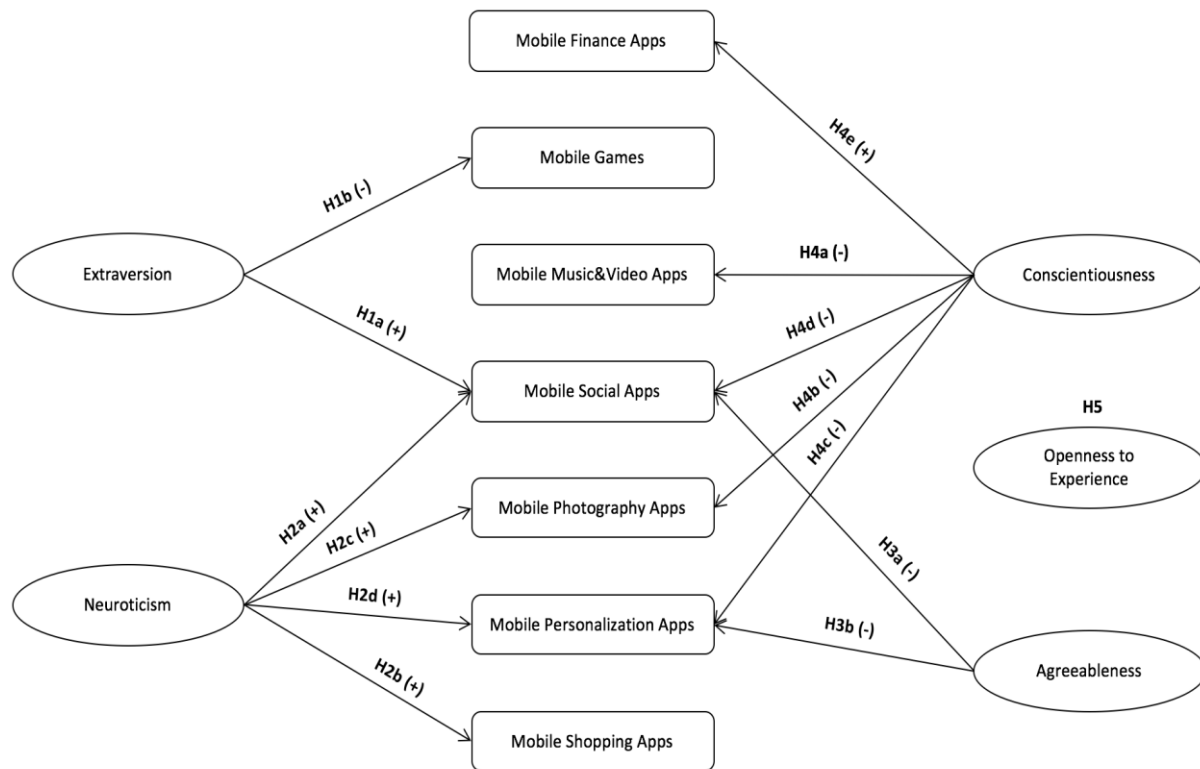 Mobile Finance Apps
H4e (+)
Mobile Games
H1b (-)
Extraversion
Mobile Music&Video Apps
H4a (-)
Conscientiousness
H1a (+)
H4d (-)
Mobile Social Apps
H4b (-)
H4c (-)
H5
Openness to
Experience
H2a (+)
Mobile Photography Apps
H2c (+)
H3a (-)
Neuroticism
H2d (+)
Mobile Personalization Apps
H3b (-)
Agreeableness
H2b (+)
Mobile Shopping Apps